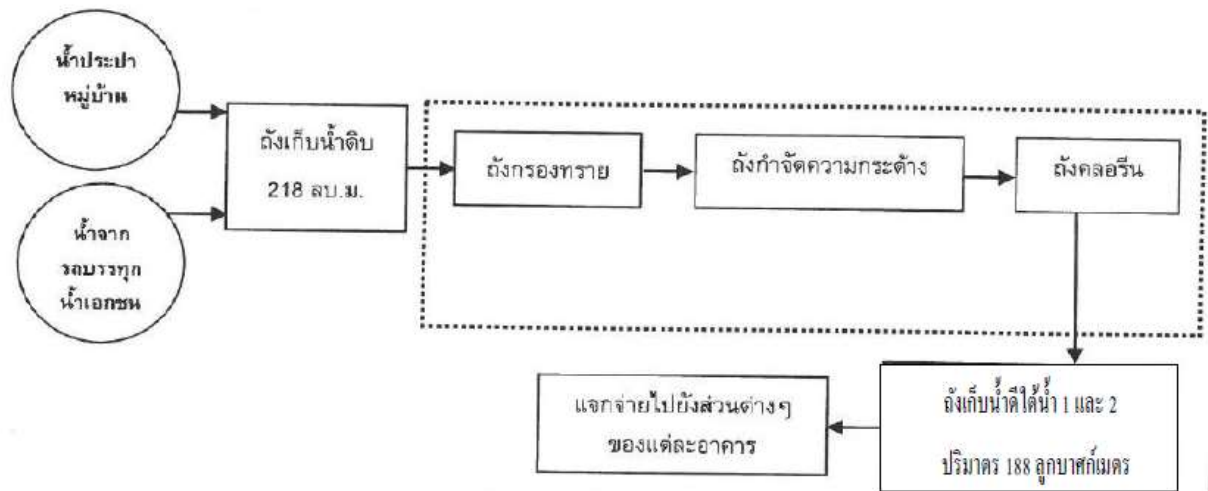 น้ำประปา
หมู่บ้าน
น้ำจาก
รถบรรทุก
น้ำเอกชน
ถังเก็บน้ำดิบ
218 ลบ.ม.
ถังกรองทราย
ถังกำจัดความกระด้าง
ถังคลอรีน
ถังเก็บน้ำดีใต้น้ำ 1 และ 2
ปริมาตร 188 ลูกบาศก์เมตร
แจกจ่ายไปยังส่วนต่างๆ
ของแต่ละอาคาร